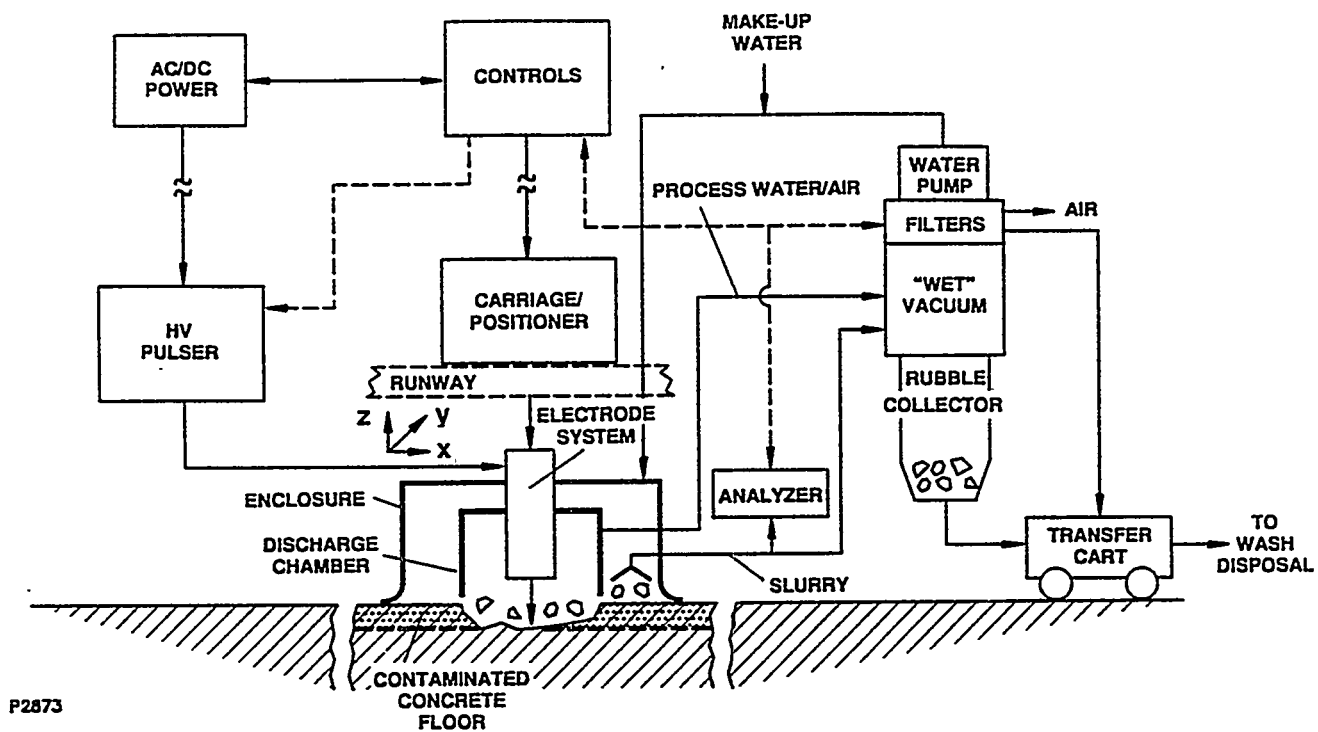 MAKE-UP
WATER
AC/DC
POWER
CONTROLS
WATER
PUMP
PROCESS WATER/AIR
FILTERS
AIR
HV
PULSER
CARRIAGE/
POSITIONER
"WET"
VACUUM
RUNWAY
RUBBLE
COLLECTOR
z y
x
ELECTRODE
SYSTEM
ENCLOSURE
ANALYZER
DISCHARGE
CHAMBER
TRANSFER
CART
TO
WASH
DISPOSAL
SLURRY
CONTAMINATED
CONCRETE
FLOOR
P2873